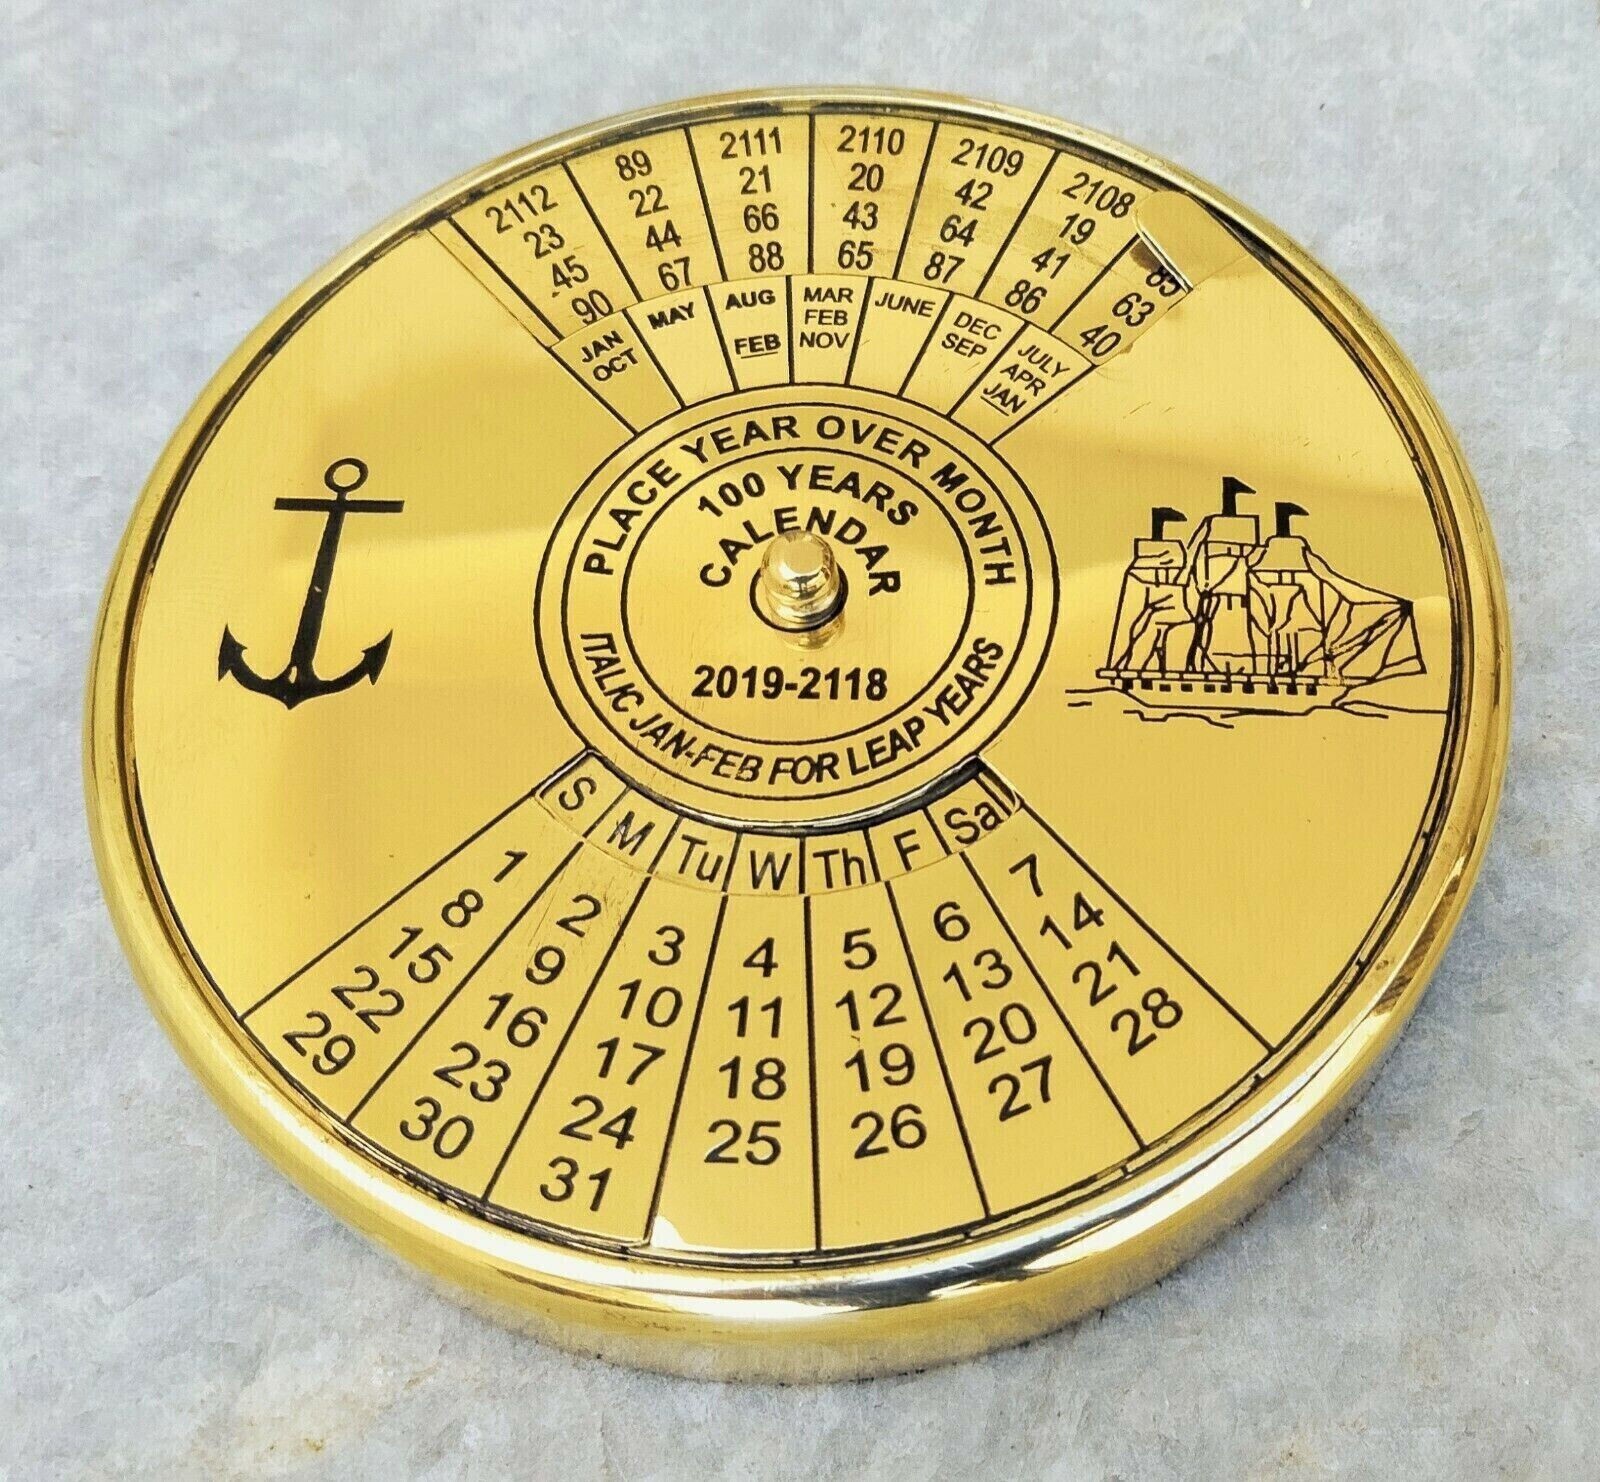 2112
23
45
90
89
22
44
67
2111
21
66
88
2110
20
43
65
2109
42
64
87
2108
19
41
86
85
63
40
JAN
OCT
MAY
AUG
FEB
MAR
FEB
NOV
JUNE
DEC
SEP
JULY
APR
JAN
PLACE YEAR OVER MONTH
100 YEARS
CALENDAR
2019-2118
ITALIC JAN-FEB FOR LEAP YEARS
S M Tu W Th F Sa
1 2 3 4 5 6 7
8 9 10 11 12 13 14
15 16 17 18 19 20 21
22 23 24 25 26 27 28
29 30 31